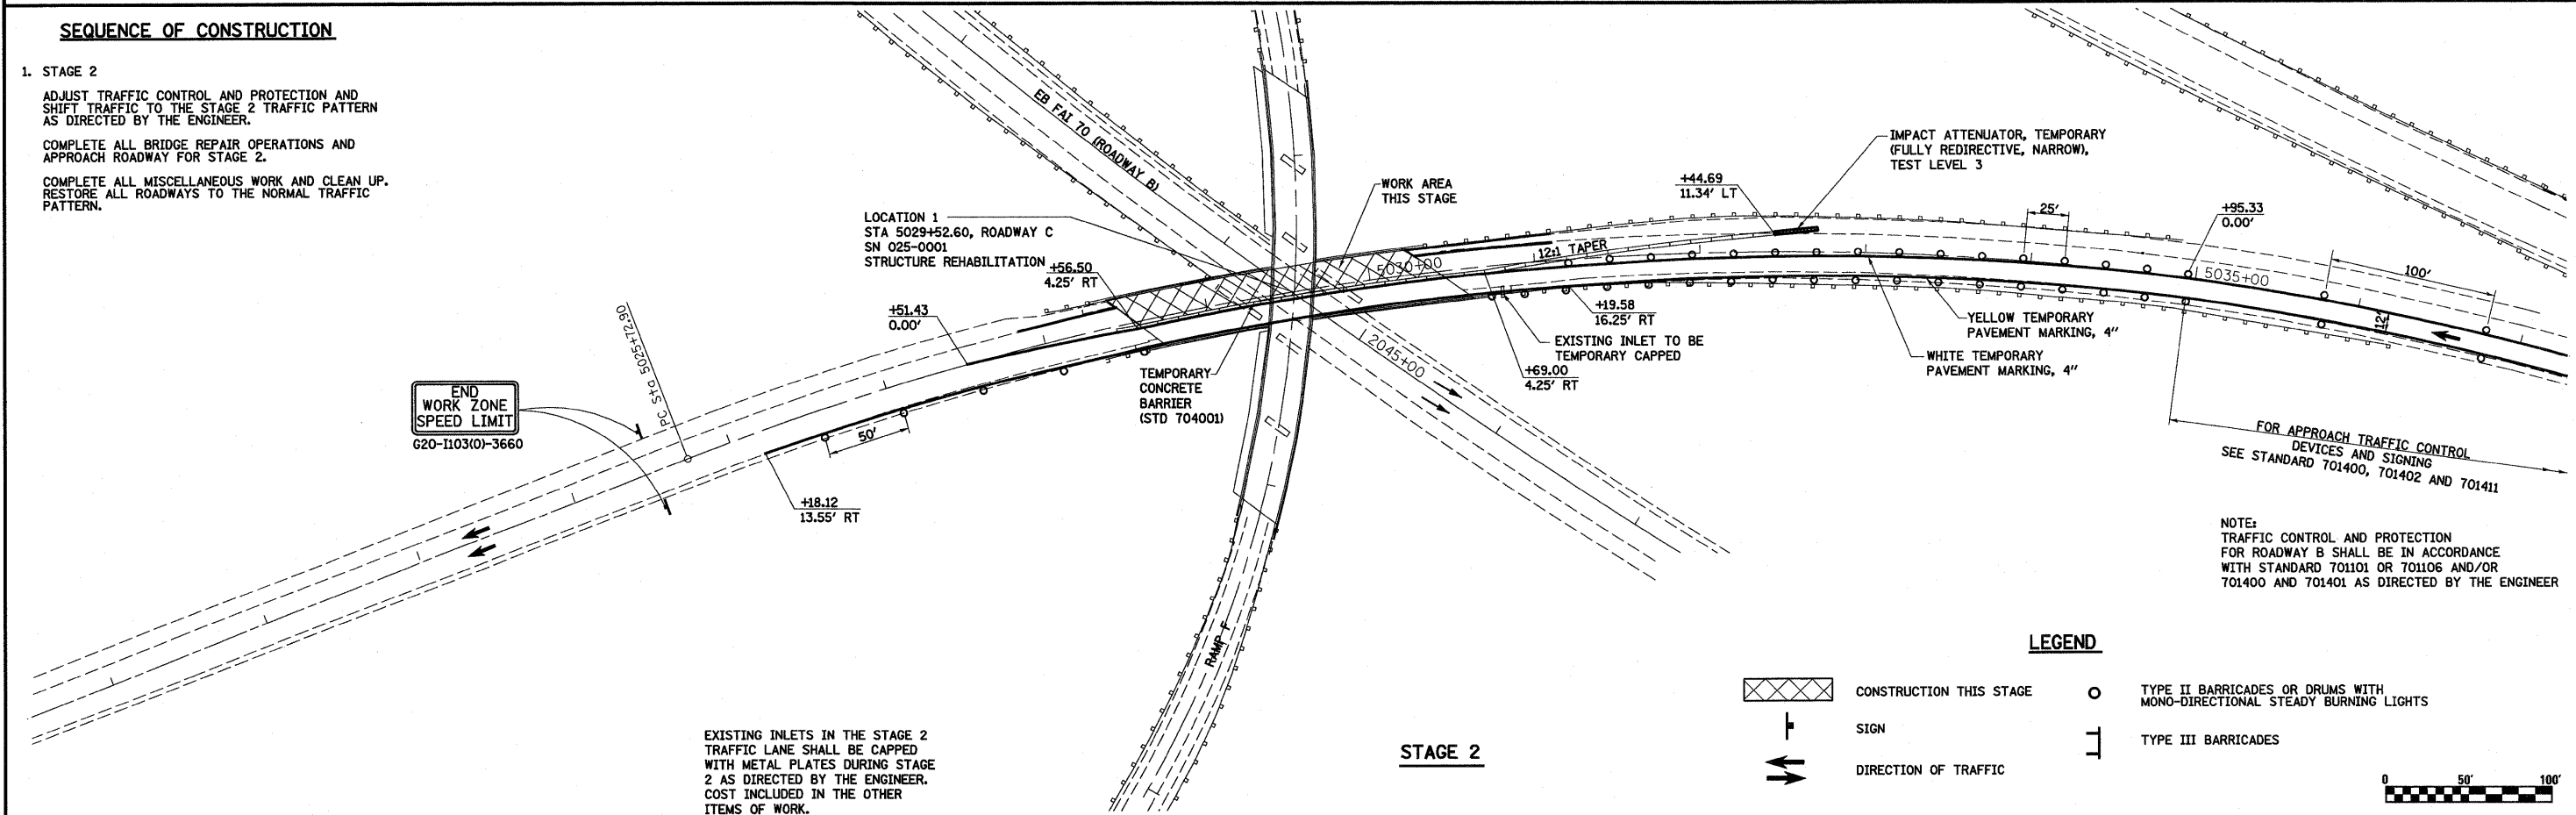 SEQUENCE OF CONSTRUCTION
1. STAGE 2
ADJUST TRAFFIC CONTROL AND PROTECTION AND
SHIFT TRAFFIC TO THE STAGE 2 TRAFFIC PATTERN
AS DIRECTED BY THE ENGINEER.
COMPLETE ALL BRIDGE REPAIR OPERATIONS AND
APPROACH ROADWAY FOR STAGE 2.
COMPLETE ALL MISCELLANEOUS WORK AND CLEAN UP.
RESTORE ALL ROADWAYS TO THE NORMAL TRAFFIC
PATTERN.
EB FAI 70 (ROADWAY B)
LOCATION 1
STA 5029+52.60, ROADWAY C
SN 025-0001
STRUCTURE REHABILITATION
+56.50
4.25' RT
+51.43
0.00'
PC Sta 5025+72.90
END
WORK ZONE
SPEED LIMIT
G20-I103(0)-3660
50'
+18.12
13.55' RT
WORK AREA
THIS STAGE
5030+00
12:1 TAPER
+44.69
11.34' LT
IMPACT ATTENUATOR, TEMPORARY
(FULLY REDIRECTIVE, NARROW),
TEST LEVEL 3
25'
+95.33
0.00'
5035+00
100'
12'
TEMPORARY
CONCRETE
BARRIER
(STD 704001)
2045+00
+19.58
16.25' RT
EXISTING INLET TO BE
TEMPORARY CAPPED
+69.00
4.25' RT
YELLOW TEMPORARY
PAVEMENT MARKING, 4"
WHITE TEMPORARY
PAVEMENT MARKING, 4"
FOR APPROACH TRAFFIC CONTROL
DEVICES AND SIGNING
SEE STANDARD 701400, 701402 AND 701411
NOTE:
TRAFFIC CONTROL AND PROTECTION
FOR ROADWAY B SHALL BE IN ACCORDANCE
WITH STANDARD 701101 OR 701106 AND/OR
701400 AND 701401 AS DIRECTED BY THE ENGINEER
RAMP F
EXISTING INLETS IN THE STAGE 2
TRAFFIC LANE SHALL BE CAPPED
WITH METAL PLATES DURING STAGE
2 AS DIRECTED BY THE ENGINEER.
COST INCLUDED IN THE OTHER
ITEMS OF WORK.
STAGE 2
LEGEND
CONSTRUCTION THIS STAGE
SIGN
DIRECTION OF TRAFFIC
TYPE II BARRICADES OR DRUMS WITH
MONO-DIRECTIONAL STEADY BURNING LIGHTS
TYPE III BARRICADES
0 50' 100'